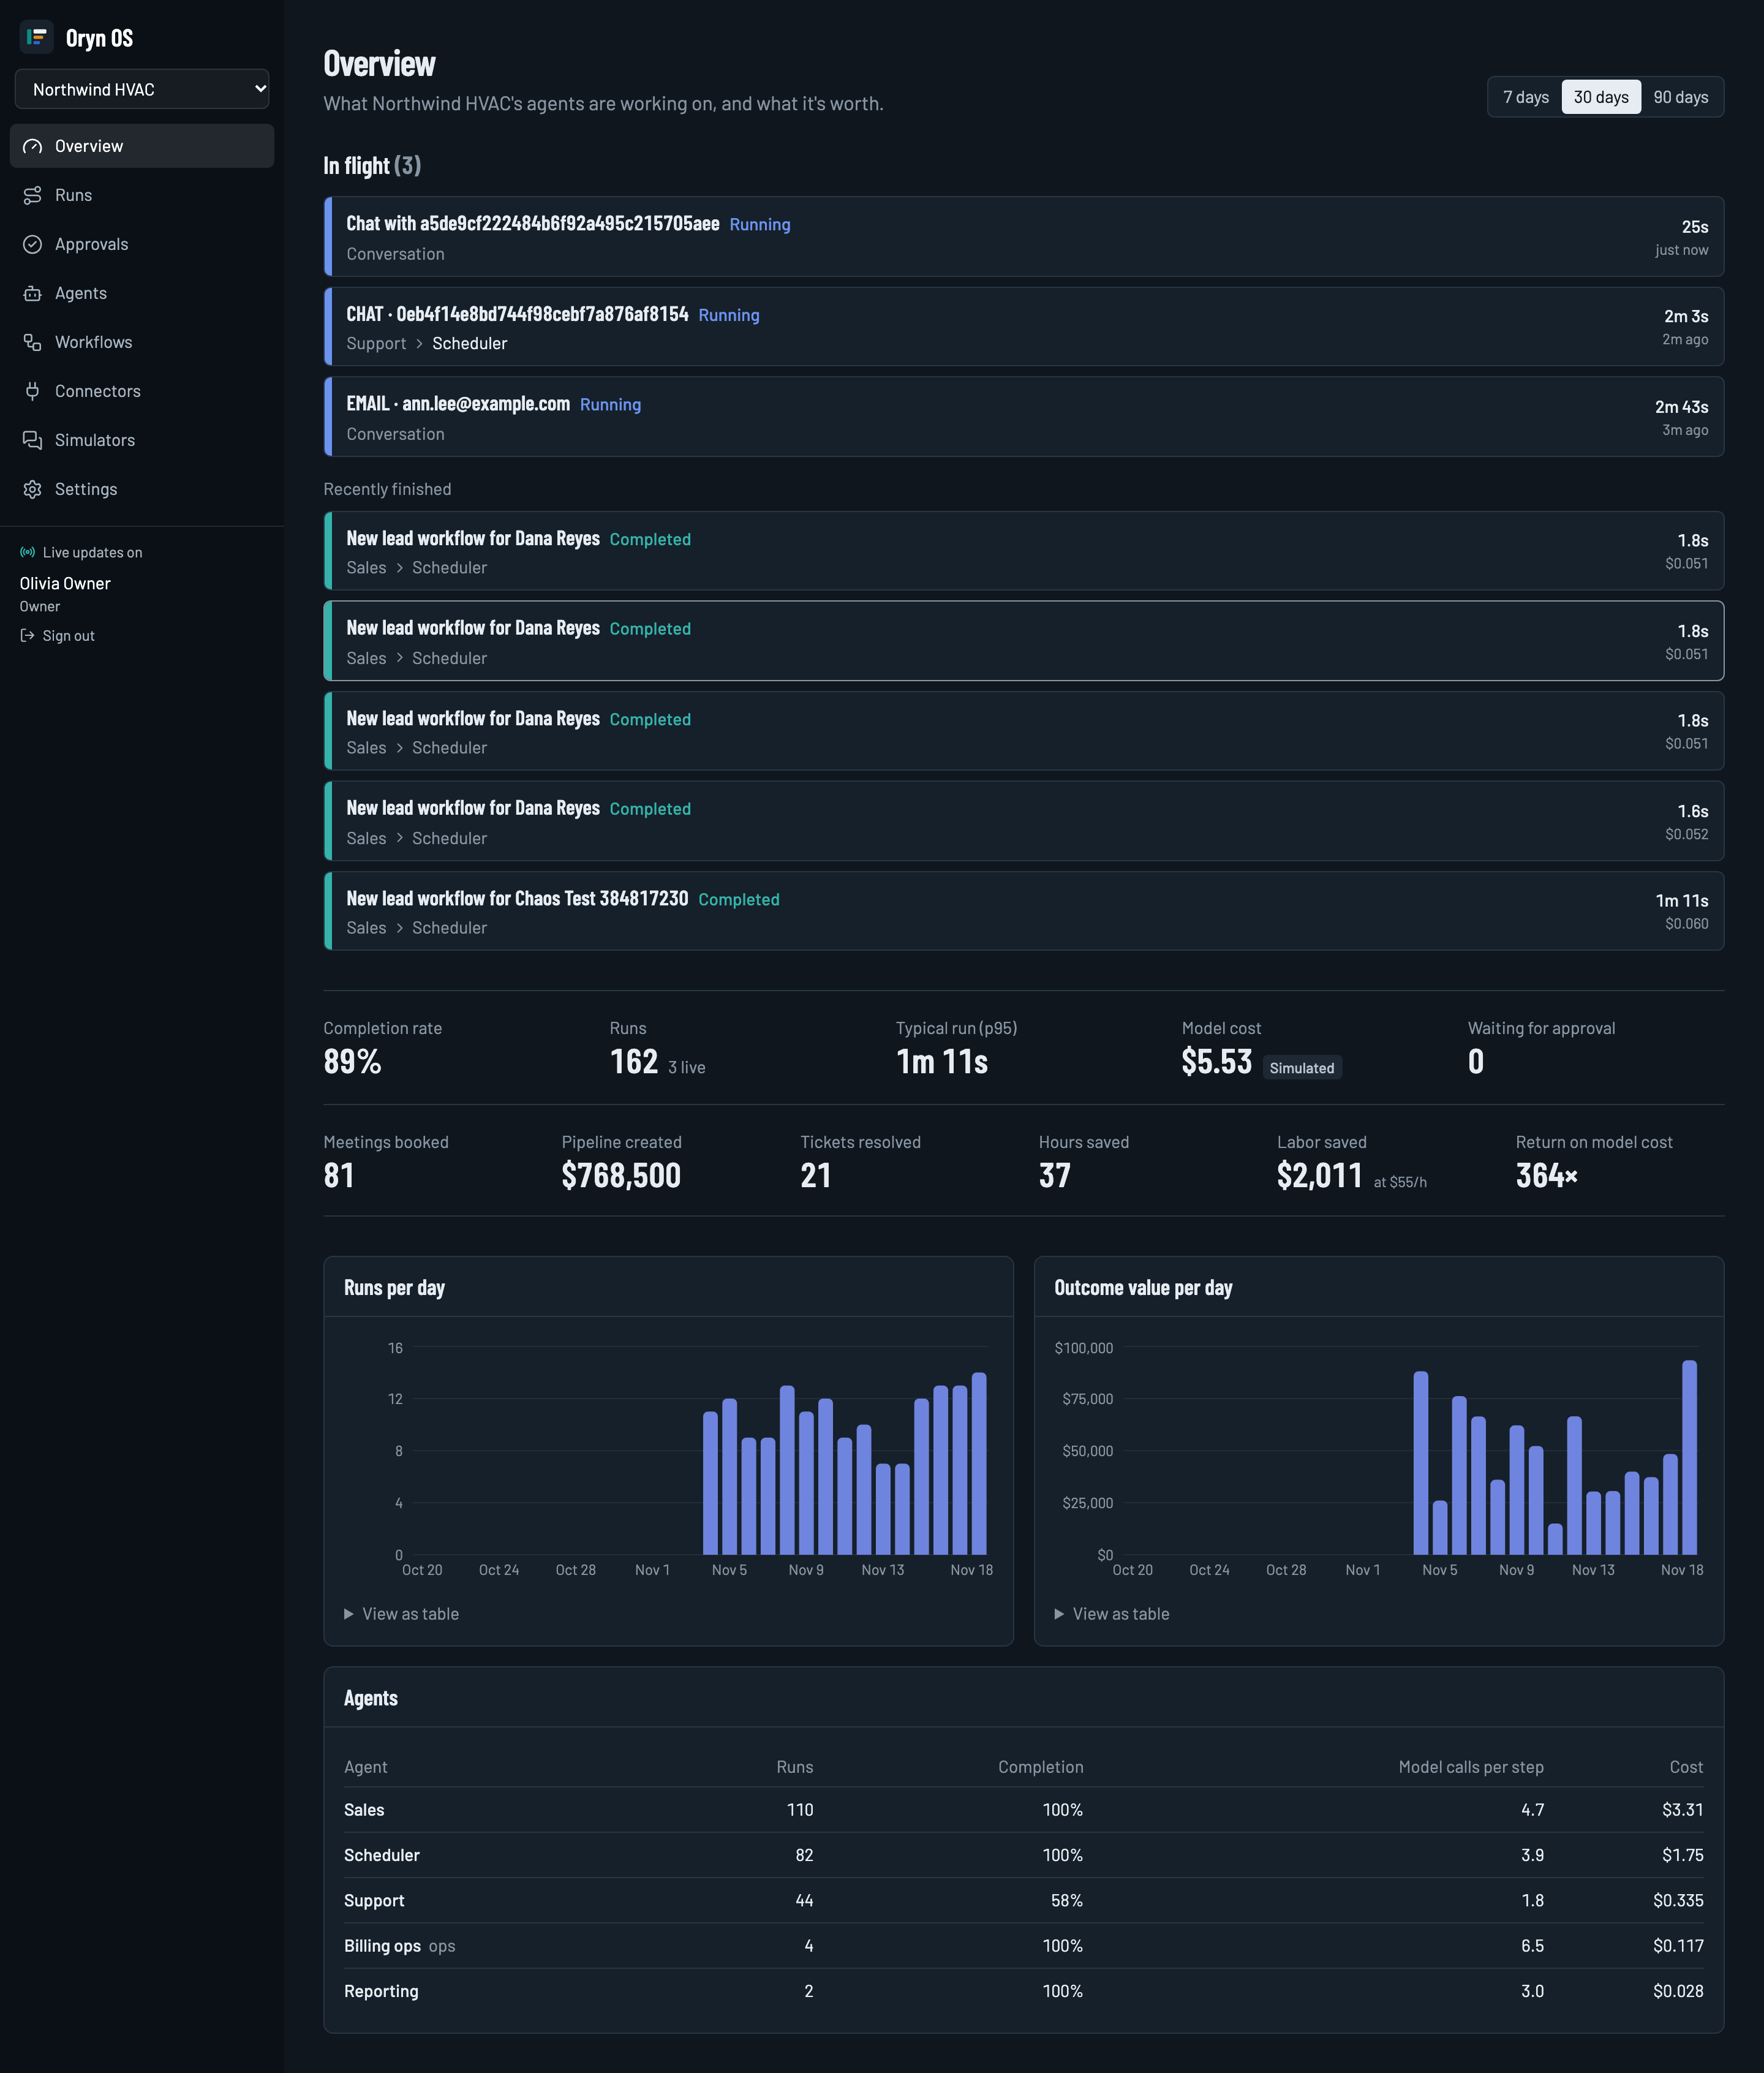 Oryn OS
Northwind HVAC
Overview
Runs
Approvals
Agents
Workflows
Connectors
Simulators
Settings
Live updates on
Olivia Owner
Owner
Sign out
Overview
What Northwind HVAC's agents are working on, and what it's worth.
7 days 30 days 90 days
In flight (3)
Chat with a5de9cf222484b6f92a495c215705aee Running 25s
Conversation just now
CHAT · 0eb4f14e8bd744f98cebf7a876af8154 Running 2m 3s
Support > Scheduler 2m ago
EMAIL · ann.lee@example.com Running 2m 43s
Conversation 3m ago
Recently finished
New lead workflow for Dana Reyes Completed 1.8s
Sales > Scheduler $0.051
New lead workflow for Dana Reyes Completed 1.8s
Sales > Scheduler $0.051
New lead workflow for Dana Reyes Completed 1.8s
Sales > Scheduler $0.051
New lead workflow for Dana Reyes Completed 1.6s
Sales > Scheduler $0.052
New lead workflow for Chaos Test 384817230 Completed 1m 11s
Sales > Scheduler $0.060
Completion rate Runs Typical run (p95) Model cost Waiting for approval
89% 162 3 live 1m 11s $5.53 Simulated 0
Meetings booked Pipeline created Tickets resolved Hours saved Labor saved Return on model cost
81 $768,500 21 37 $2,011 at $55/h 364×
Runs per day
16
12
8
4
0
Oct 20 Oct 24 Oct 28 Nov 1 Nov 5 Nov 9 Nov 13 Nov 18
View as table
Outcome value per day
$100,000
$75,000
$50,000
$25,000
$0
Oct 20 Oct 24 Oct 28 Nov 1 Nov 5 Nov 9 Nov 13 Nov 18
View as table
Agents
Agent Runs Completion Model calls per step Cost
Sales 110 100% 4.7 $3.31
Scheduler 82 100% 3.9 $1.75
Support 44 58% 1.8 $0.335
Billing ops ops 4 100% 6.5 $0.117
Reporting 2 100% 3.0 $0.028